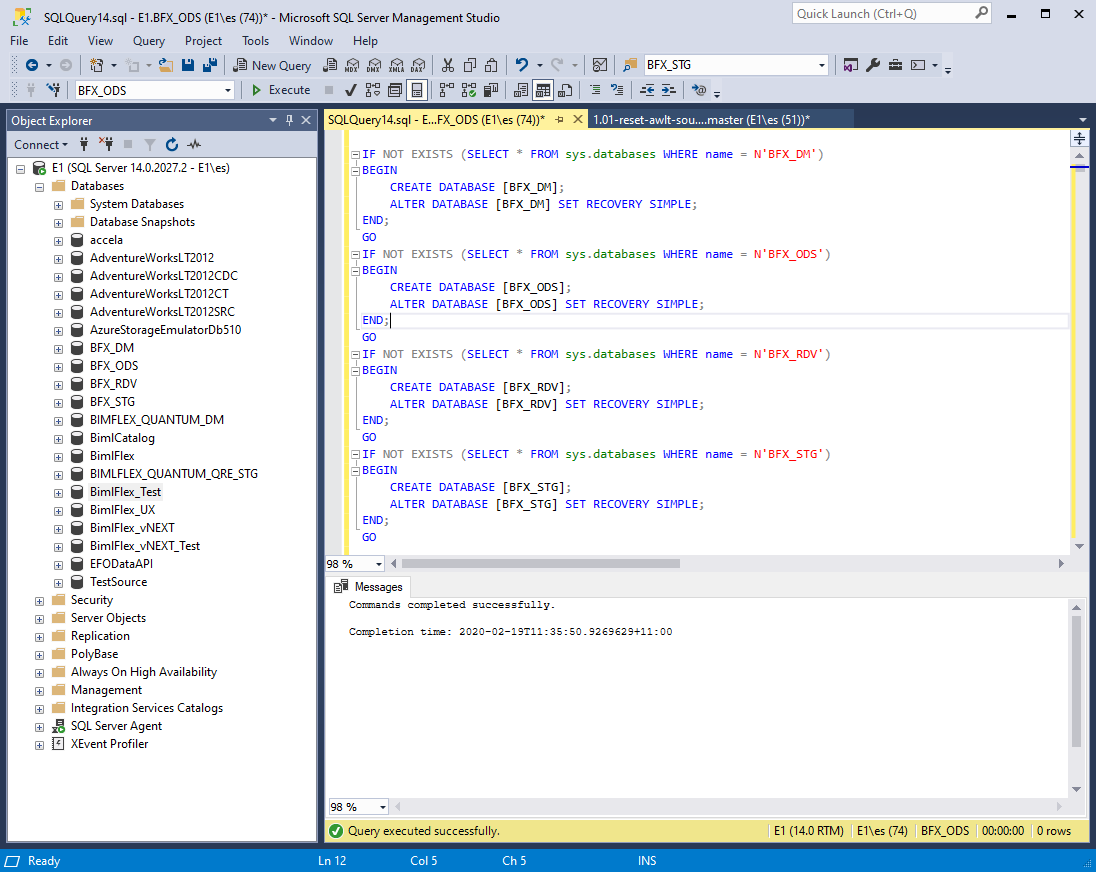 SQLQuery14.sql - E1.BFX_ODS (E1\es (74))* - Microsoft SQL Server Management Studio
Quick Launch (Ctrl+Q)
File Edit View Query Project Tools Window Help
New Query
MDX DMX XMLA DAX
BFX_STG
BFX_ODS
Execute
Object Explorer
Connect
E1 (SQL Server 14.0.2027.2 - E1\es)
Databases
System Databases
Database Snapshots
accela
AdventureWorksLT2012
AdventureWorksLT2012CDC
AdventureWorksLT2012CT
AdventureWorksLT2012SRC
AzureStorageEmulatorDb510
BFX_DM
BFX_ODS
BFX_RDV
BFX_STG
BIMFLEX_QUANTUM_DM
BimlCatalog
BimlFlex
BIMLFLEX_QUANTUM_QRE_STG
BimlFlex_Test
BimlFlex_UX
BimlFlex_vNEXT
BimlFlex_vNEXT_Test
EFODataAPI
TestSource
Security
Server Objects
Replication
PolyBase
Always On High Availability
Management
Integration Services Catalogs
SQL Server Agent
XEvent Profiler
SQLQuery14.sql - E...FX_ODS (E1\es (74))*
1.01-reset-awlt-sou....master (E1\es (51))*
IF NOT EXISTS (SELECT * FROM sys.databases WHERE name = N'BFX_DM')
BEGIN
CREATE DATABASE [BFX_DM];
ALTER DATABASE [BFX_DM] SET RECOVERY SIMPLE;
END;
GO
IF NOT EXISTS (SELECT * FROM sys.databases WHERE name = N'BFX_ODS')
BEGIN
CREATE DATABASE [BFX_ODS];
ALTER DATABASE [BFX_ODS] SET RECOVERY SIMPLE;
END;
GO
IF NOT EXISTS (SELECT * FROM sys.databases WHERE name = N'BFX_RDV')
BEGIN
CREATE DATABASE [BFX_RDV];
ALTER DATABASE [BFX_RDV] SET RECOVERY SIMPLE;
END;
GO
IF NOT EXISTS (SELECT * FROM sys.databases WHERE name = N'BFX_STG')
BEGIN
CREATE DATABASE [BFX_STG];
ALTER DATABASE [BFX_STG] SET RECOVERY SIMPLE;
END;
GO
98 %
Messages
Commands completed successfully.
Completion time: 2020-02-19T11:35:50.9269629+11:00
98 %
Query executed successfully.
E1 (14.0 RTM) E1\es (74) BFX_ODS 00:00:00 0 rows
Ready Ln 12 Col 5 Ch 5 INS